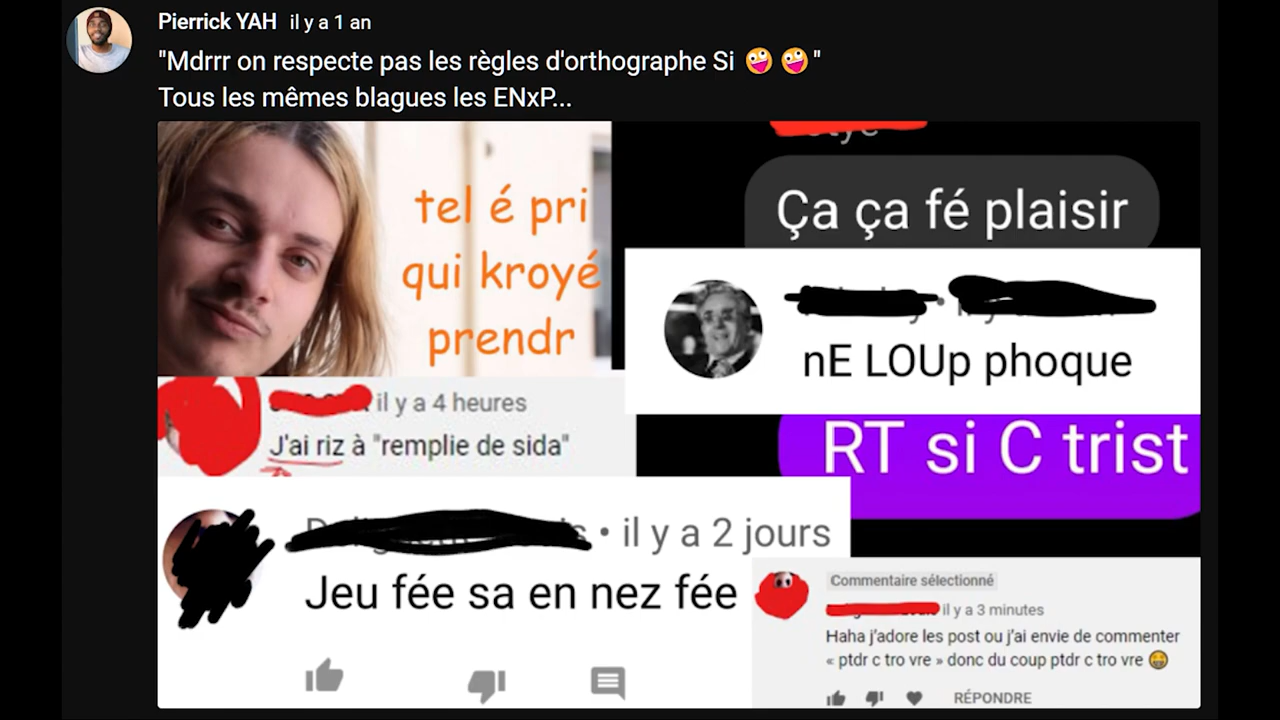 Pierrick YAH il y a 1 an
"Mdrrr on respecte pas les règles d'orthographe Si 🤪 🤪"
Tous les mêmes blagues les ENxP...
tel é pri
qui kroyé
prendr
Ça ça fé plaisir
nE LOUp phoque
il y a 4 heures
J'ai riz à "remplie de sida"
RT si C trist
• il y a 2 jours
Jeu fée sa en nez fée
Commentaire sélectionné
il y a 3 minutes
Haha j'adore les post ou j'ai envie de commenter
« ptdr c tro vre » donc du coup ptdr c tro vre 😁
RÉPONDRE